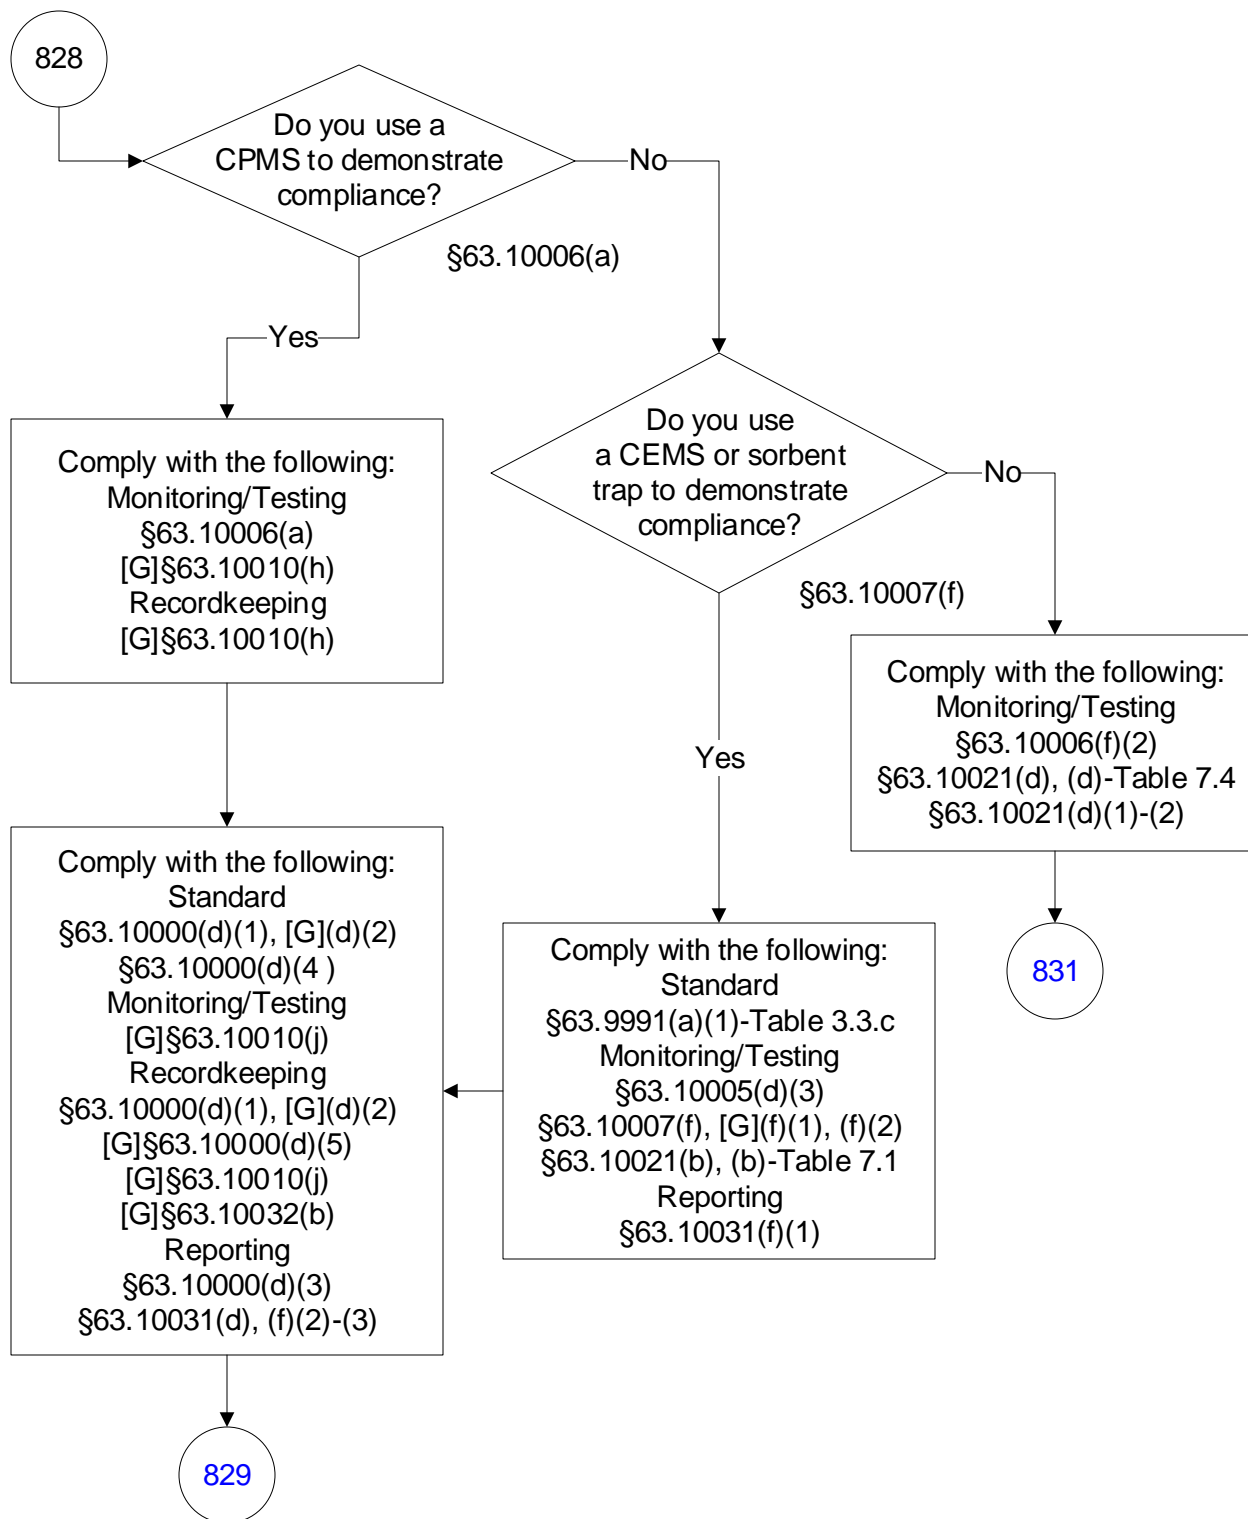 828
Do you use a
CPMS to demonstrate
compliance?
No
§63.10006(a)
Yes
Do you use
a CEMS or sorbent
trap to demonstrate
compliance?
No
§63.10007(f)
Yes
Comply with the following:
Monitoring/Testing
§63.10006(a)
[G]§63.10010(h)
Recordkeeping
[G]§63.10010(h)
Comply with the following:
Monitoring/Testing
§63.10006(f)(2)
§63.10021(d), (d)-Table 7.4
§63.10021(d)(1)-(2)
831
Comply with the following:
Standard
§63.10000(d)(1), [G](d)(2)
§63.10000(d)(4 )
Monitoring/Testing
[G]§63.10010(j)
Recordkeeping
§63.10000(d)(1), [G](d)(2)
[G]§63.10000(d)(5)
[G]§63.10010(j)
[G]§63.10032(b)
Reporting
§63.10000(d)(3)
§63.10031(d), (f)(2)-(3)
Comply with the following:
Standard
§63.9991(a)(1)-Table 3.3.c
Monitoring/Testing
§63.10005(d)(3)
§63.10007(f), [G](f)(1), (f)(2)
§63.10021(b), (b)-Table 7.1
Reporting
§63.10031(f)(1)
829